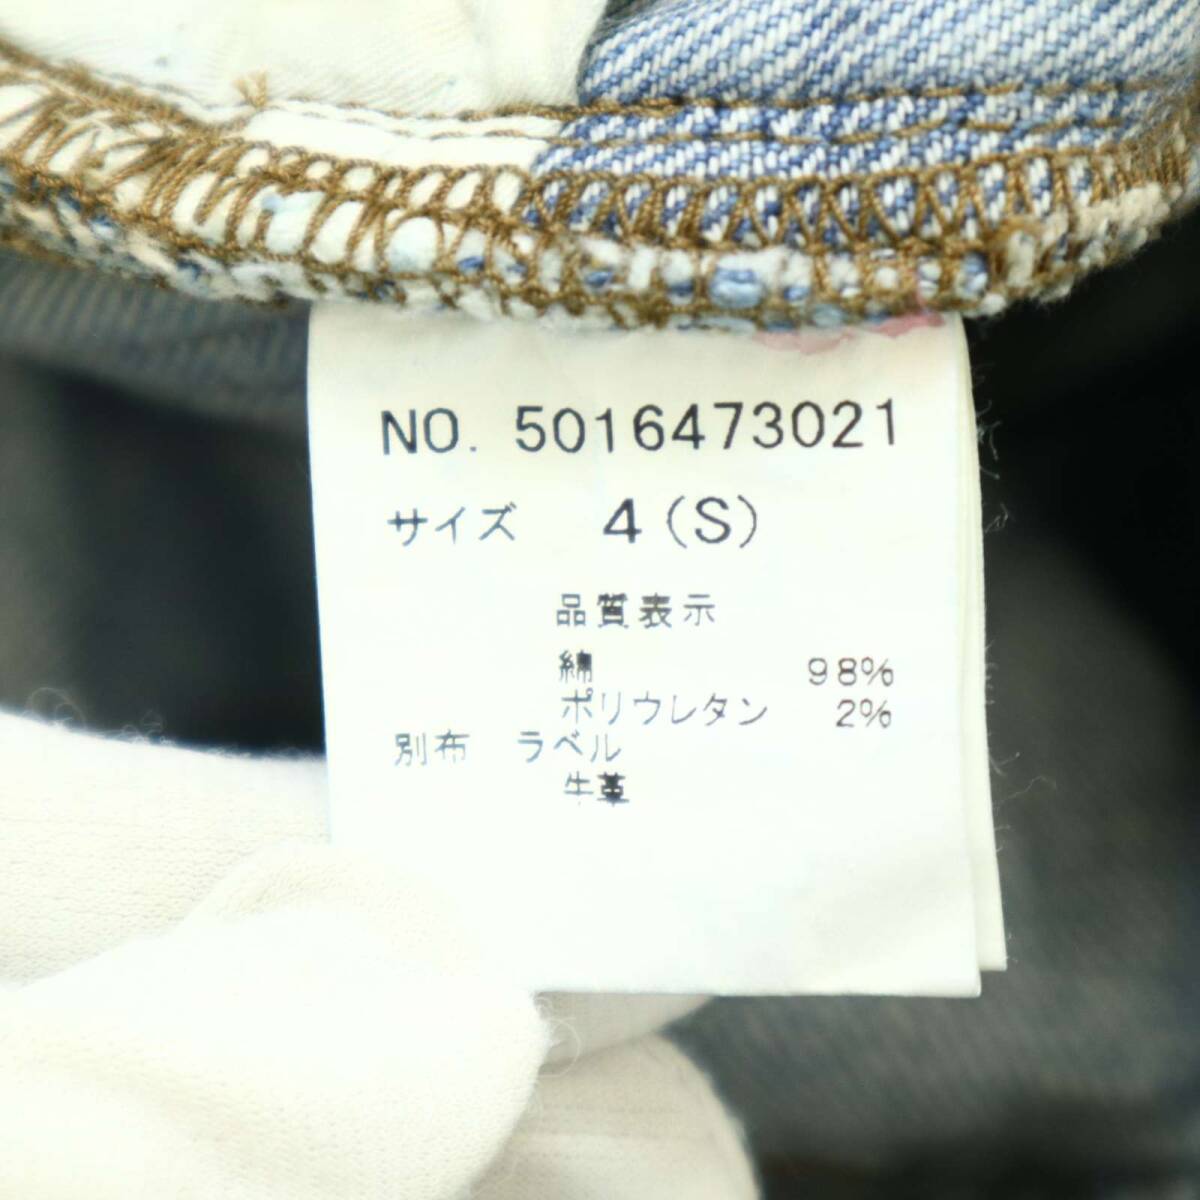 NO. 5016473021
サイズ 4(S)
品質表示
綿 98%
ポリウレタン 2%
別布 ラベル
牛革